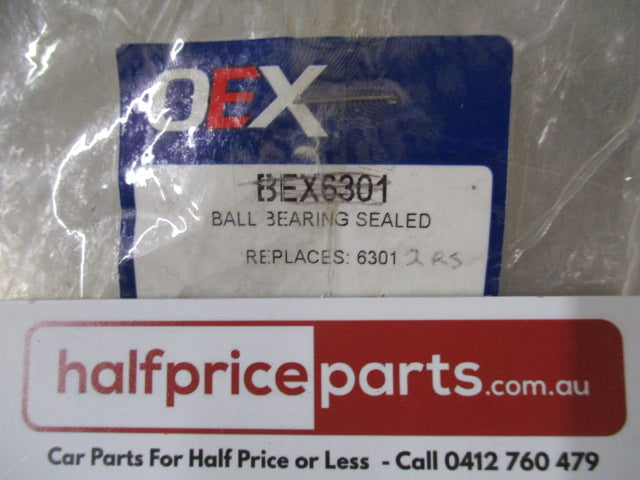 OEX
BEX6301
BALL BEARING SEALED
REPLACES: 6301 2RS
halfpriceparts.com.au
Car Parts For Half Price or Less - Call 0412 760 479